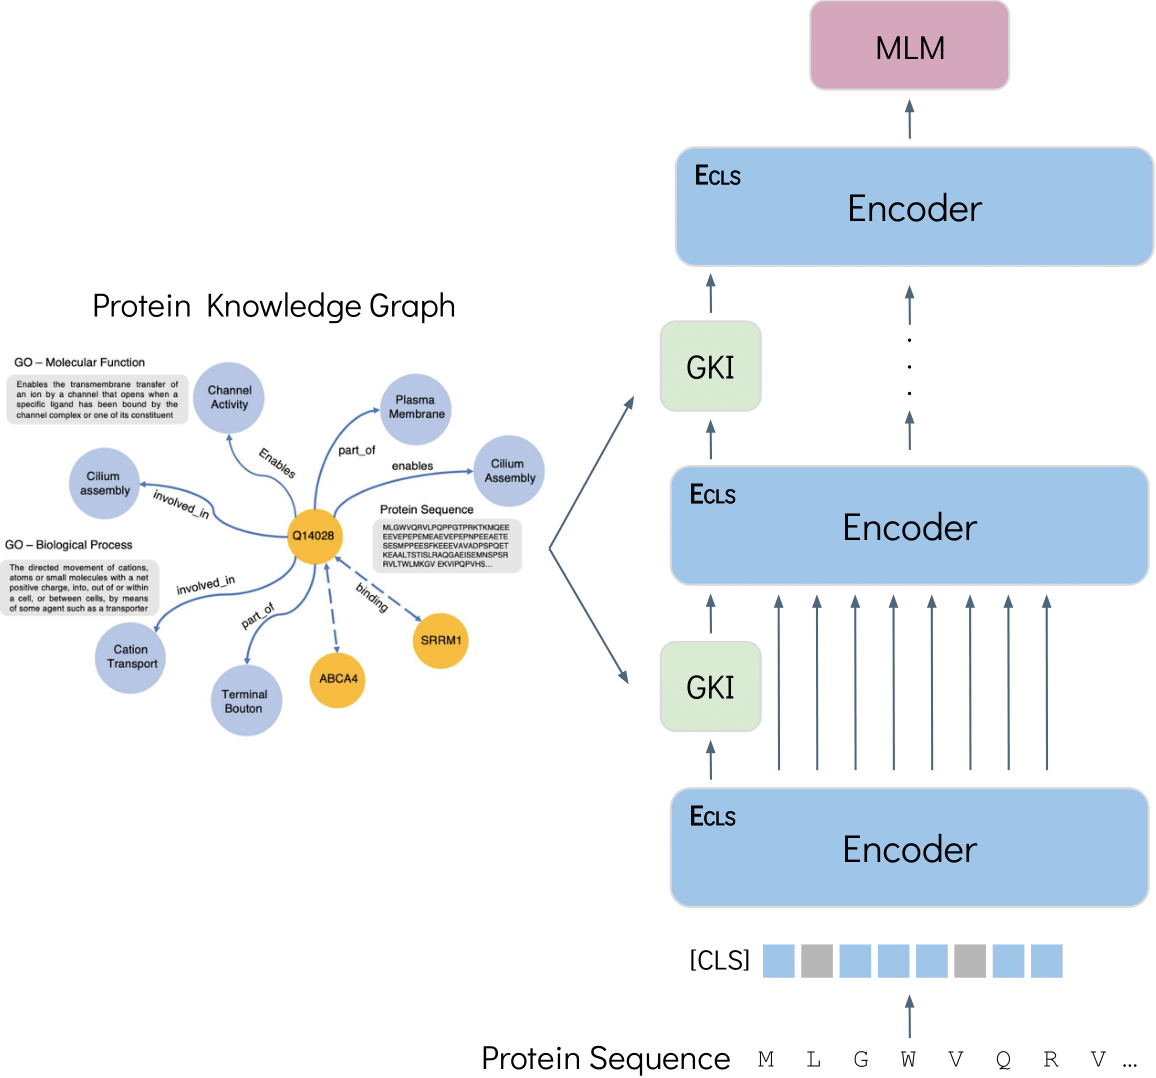 MLM
ECLS
Encoder
Protein Knowledge Graph
GKI
GO – Molecular Function
Enables the transmembrane transfer of
an ion by a channel that opens when a
specific ligand has been bound by the
channel complex or one of its constituent
Channel
Activity
Plasma
Membrane
Enables
part_of
enables
Cilium
assembly
Cilium
Assembly
involved_in
Protein Sequence
MLGWVQRVLPQPPGTPRKTKMQEE
EEVEPEPEMEAEVEPEPNPEEAETE
SESMPPEESFKEEEVAVADPSPQET
KEAALTSTISLRAQGAEISEMNSPSR
RVLTWLMKGV EKVIPQPVHS...
Q14028
GO – Biological Process
The directed movement of cations,
atoms or small molecules with a net
positive charge, into, out of or within
a cell, or between cells, by means
of some agent such as a transporter
involved_in
part_of
binding
Cation
Transport
Terminal
Bouton
ABCA4
SRRM1
ECLS
Encoder
GKI
ECLS
Encoder
[CLS]
Protein Sequence M L G W V Q R V ...